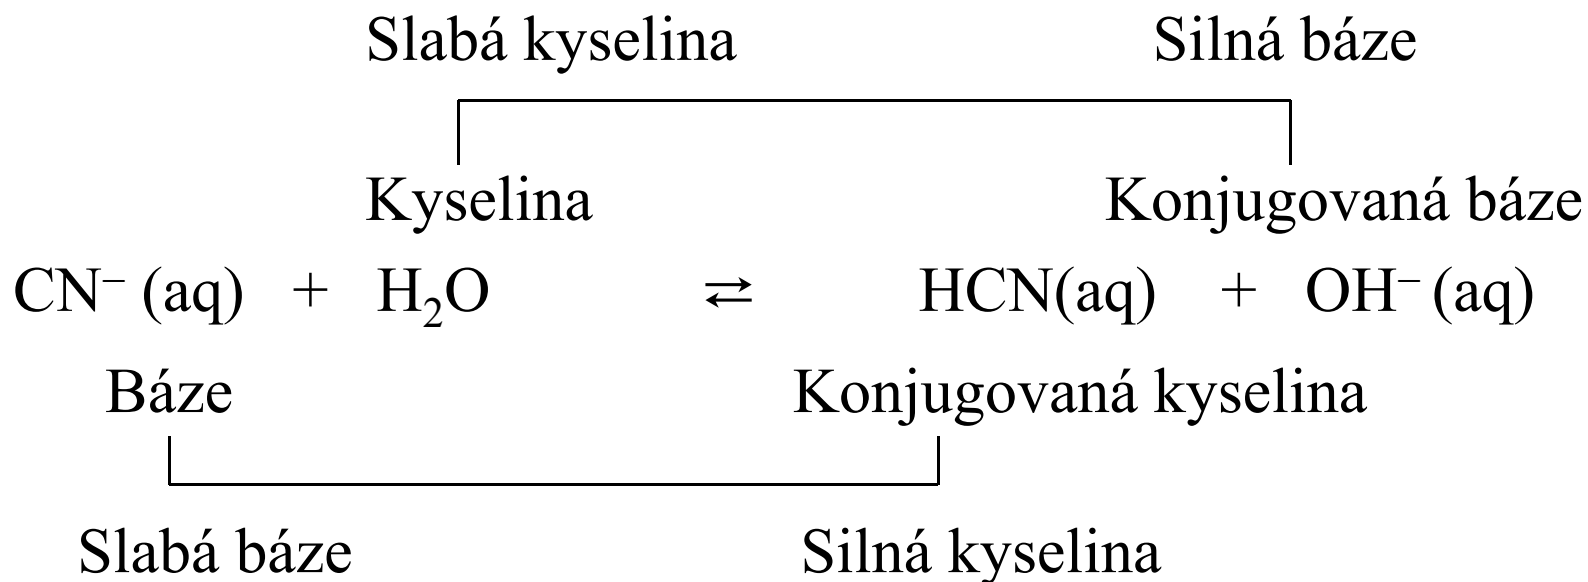 Slabá kyselina Silná báze
Kyselina Konjugovaná báze
CN⁻ (aq) + H₂O ⇄ HCN(aq) + OH⁻ (aq)
Báze Konjugovaná kyselina
Slabá báze Silná kyselina